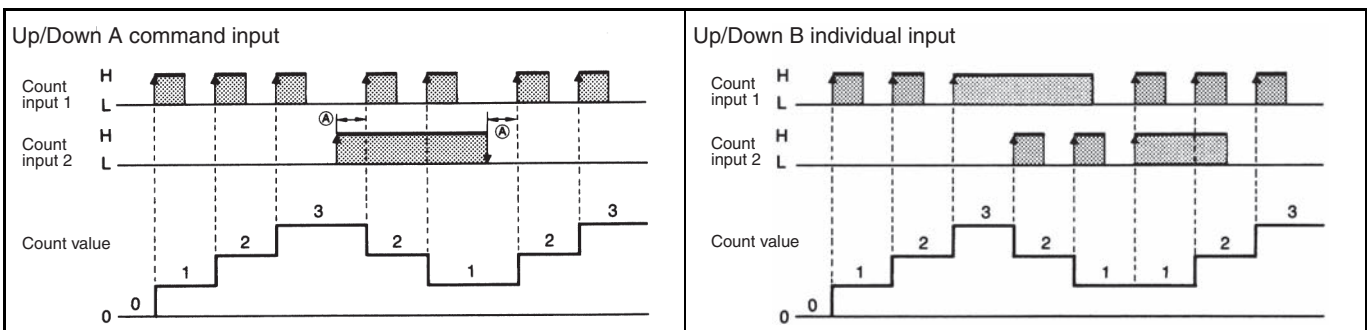 Up/Down A command input
Count input 1
H
L
Ⓐ
Ⓐ
Count input 2
H
L
Count value
0
0
1
2
3
2
1
2
3
Up/Down B individual input
Count input 1
H
L
Count input 2
H
L
Count value
0
0
1
2
3
2
1
1
2
3